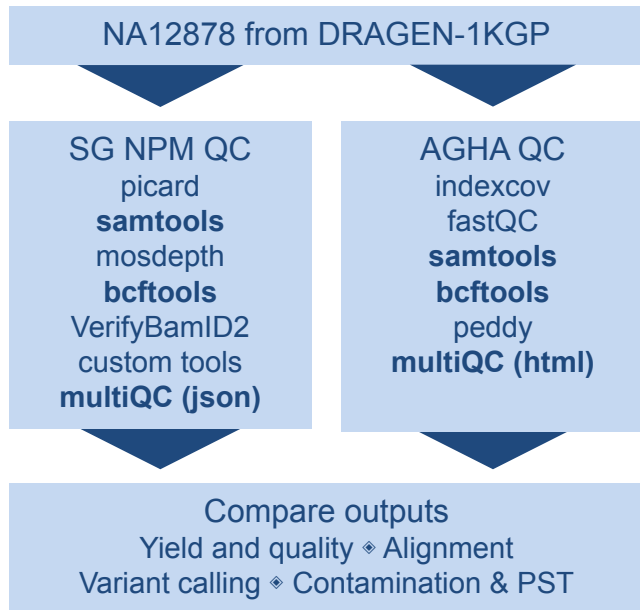 NA12878 from DRAGEN-1KGP
SG NPM QC
picard
samtools
mosdepth
bcftools
VerifyBamID2
custom tools
multiQC (json)
AGHA QC
indexcov
fastQC
samtools
bcftools
peddy
multiQC (html)
Compare outputs
Yield and quality ◈ Alignment
Variant calling ◈ Contamination & PST